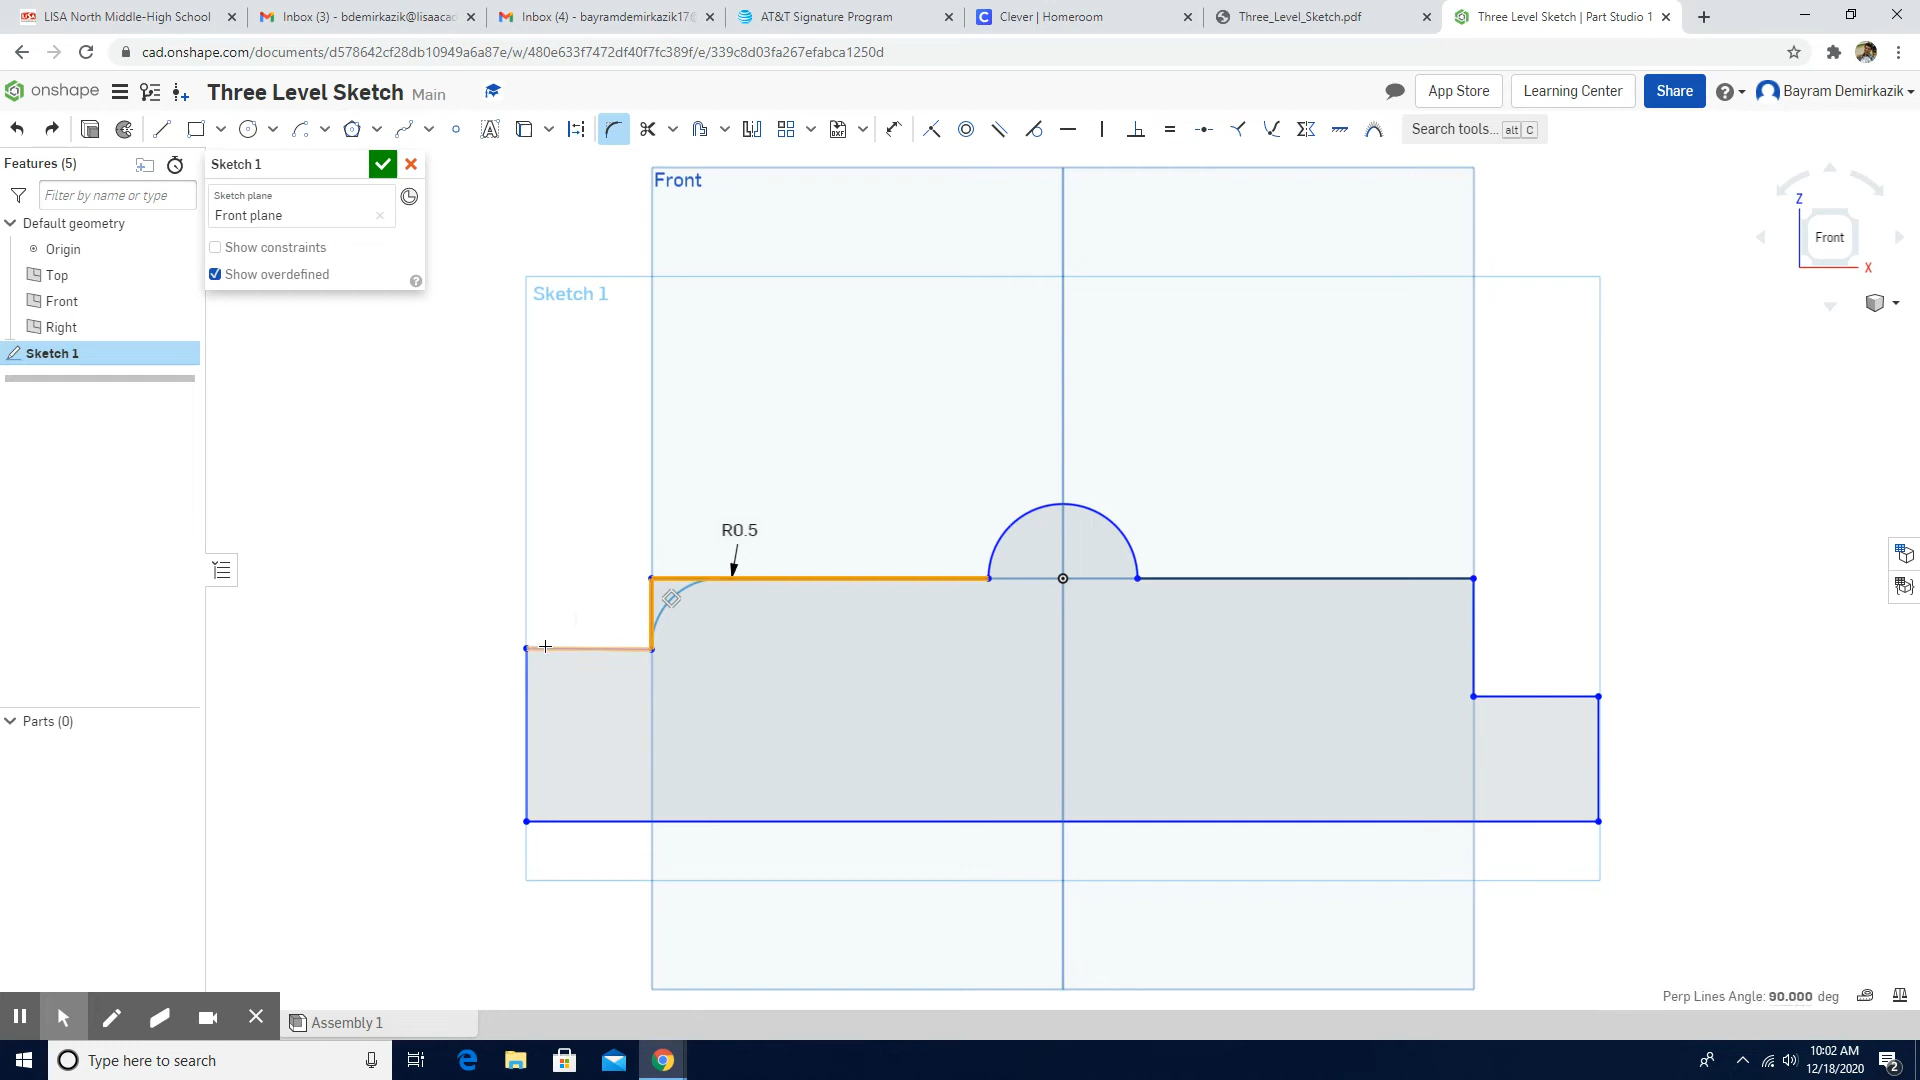 LISA North Middle-High School
Inbox (3) - bdemirkazik@lisaacad
Inbox (4) - bayramdemirkazik17@
AT&T Signature Program
Clever | Homeroom
Three_Level_Sketch.pdf
Three Level Sketch | Part Studio 1
cad.onshape.com/documents/d578642cf28db10949a6a87e/w/480e633f7472df40f7fc389f/e/339c8d03fa267efabca1250d
onshape
Three Level Sketch Main
App Store
Learning Center
Share
Bayram Demirkazik
Search tools... alt C
Features (5)
Filter by name or type
Default geometry
Origin
Top
Front
Right
Sketch 1
Parts (0)
Sketch 1
Sketch plane
Front plane
Show constraints
Show overdefined
Front
Sketch 1
R0.5
Z
Front
X
Perp Lines Angle: 90.000 deg
Assembly 1
Type here to search
10:02 AM
12/18/2020
2